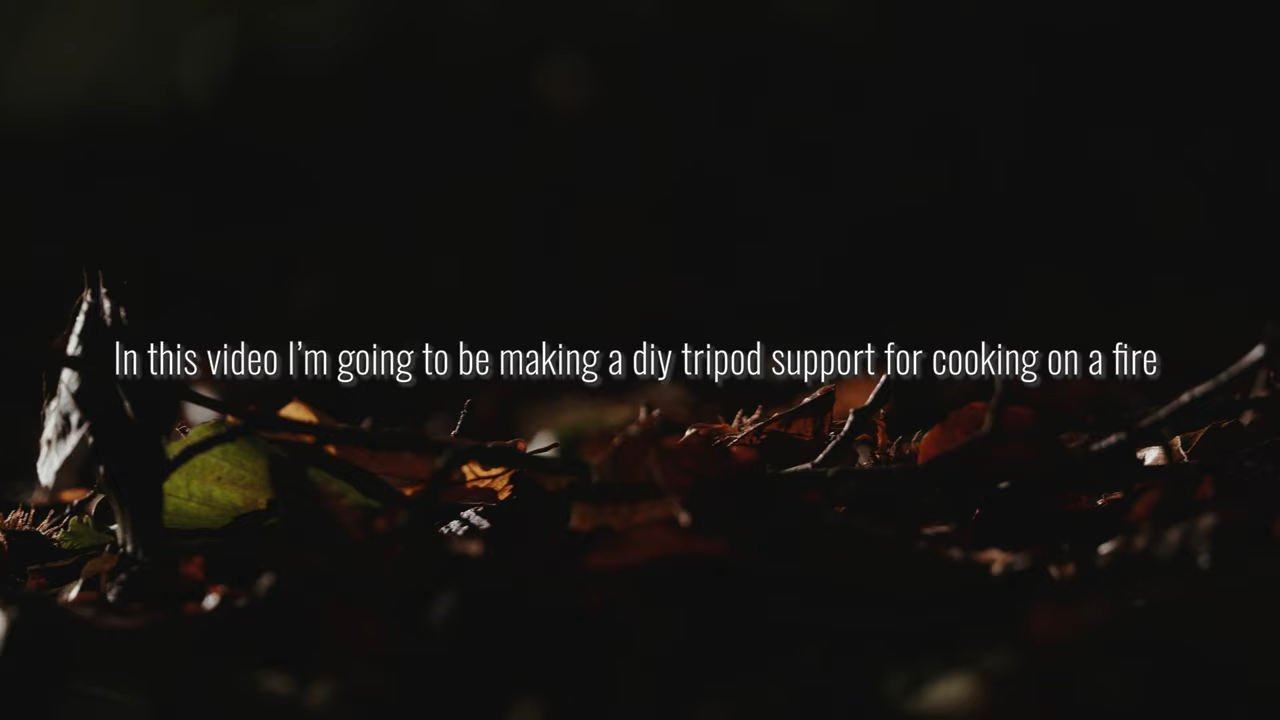 In this video I’m going to be making a diy tripod support for cooking on a fire